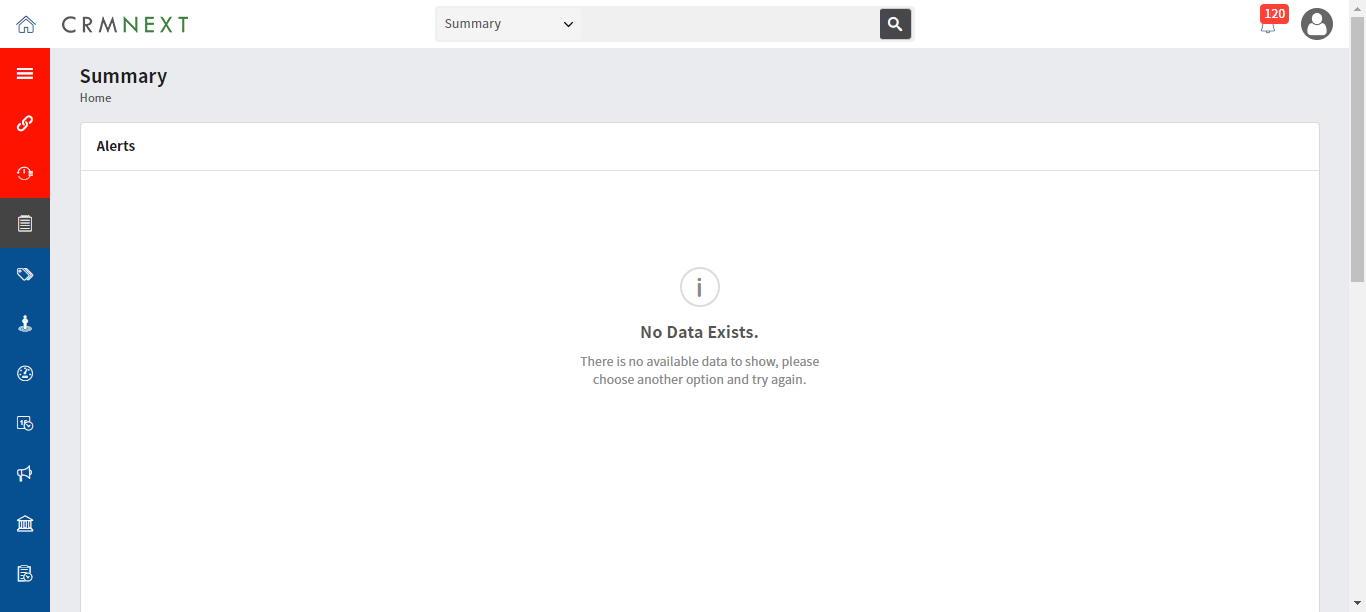 CRMNEXT
Summary
120
Summary
Home
Alerts
No Data Exists.
There is no available data to show, please
choose another option and try again.